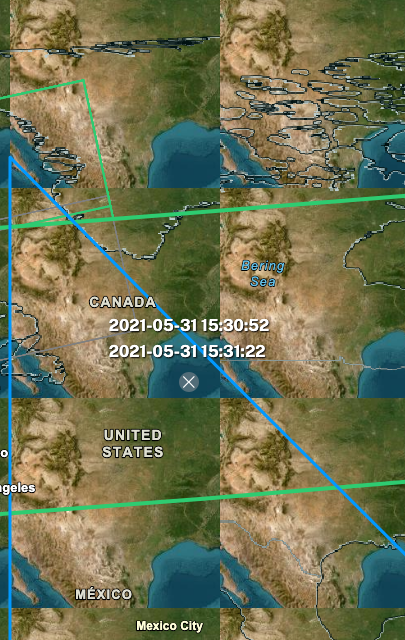 Bering
Sea
CANADA
2021-05-31 15:30:52
2021-05-31 15:31:22
UNITED
STATES
o
ngeles
MÉXICO
Mexico City